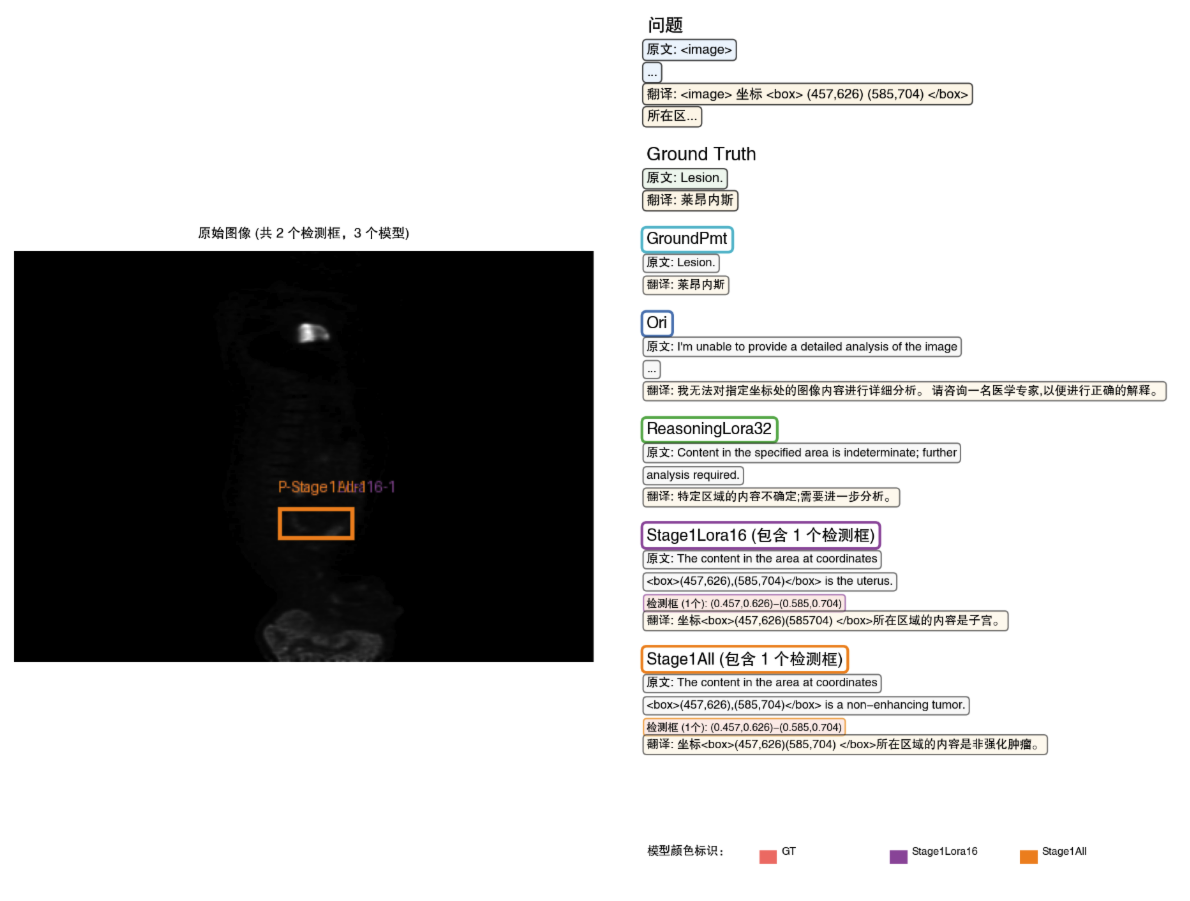 问题
原文: <image>
...
翻译: <image> 坐标 <box> (457,626) (585,704) </box>
所在区...
Ground Truth
原文: Lesion.
翻译: 莱昂内斯
原始图像 (共 2 个检测框，3 个模型)
GroundPmt
原文: Lesion.
翻译: 莱昂内斯
Ori
原文: I'm unable to provide a detailed analysis of the image
...
翻译: 我无法对指定坐标处的图像内容进行详细分析。 请咨询一名医学专家,以便进行正确的解释。
ReasoningLora32
原文: Content in the specified area is indeterminate; further
analysis required.
翻译: 特定区域的内容不确定;需要进一步分析。
P-Stage1All-1
Stage1Lora16 (包含 1 个检测框)
原文: The content in the area at coordinates
<box>(457,626),(585,704)</box> is the uterus.
检测框 (1个): (0.457,0.626)–(0.585,0.704)
翻译: 坐标<box>(457,626)(585704) </box>所在区域的内容是子宫。
Stage1All (包含 1 个检测框)
原文: The content in the area at coordinates
<box>(457,626),(585,704)</box> is a non–enhancing tumor.
检测框 (1个): (0.457,0.626)–(0.585,0.704)
翻译: 坐标<box>(457,626)(585,704) </box>所在区域的内容是非强化肿瘤。
模型颜色标识：
GT
Stage1Lora16
Stage1All